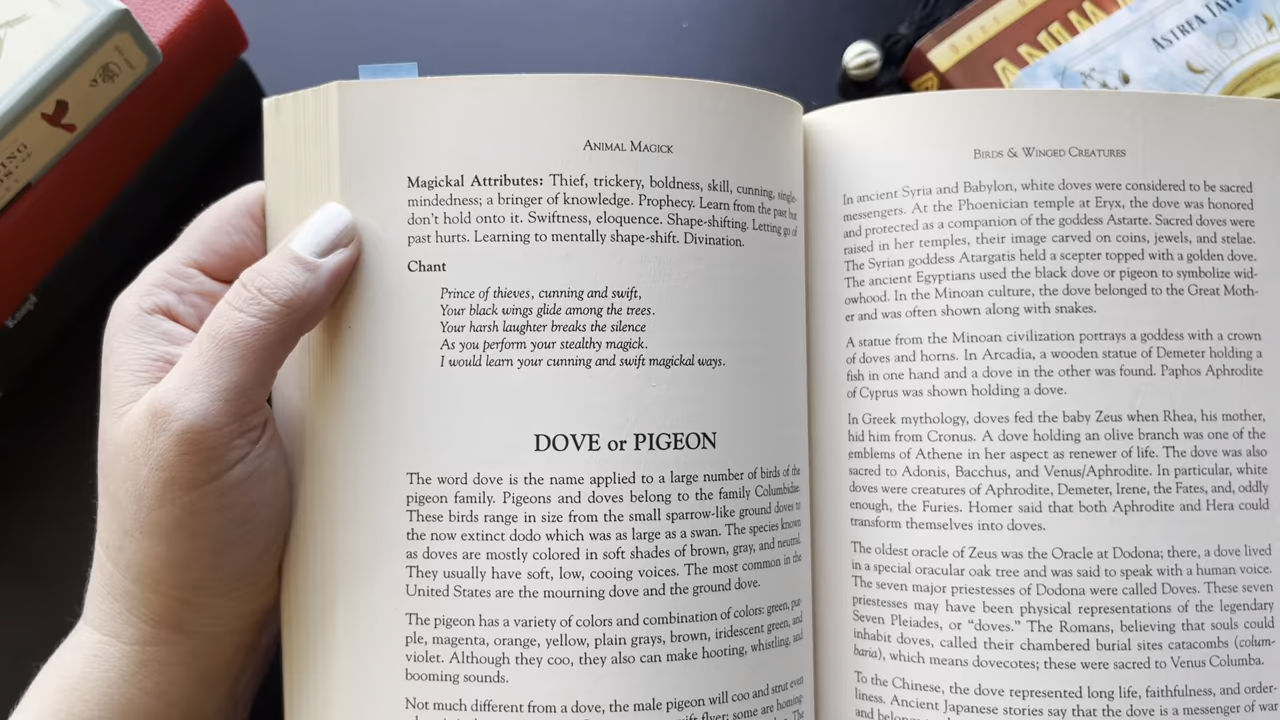 ANIMAL MAGICK
Magickal Attributes: Thief, trickery, boldness, skill, cunning, single-
mindedness; a bringer of knowledge. Prophecy. Learn from the past but
don't hold onto it. Swiftness, eloquence. Shape-shifting. Letting go of
past hurts. Learning to mentally shape-shift. Divination.
Chant
Prince of thieves, cunning and swift,
Your black wings glide among the trees.
Your harsh laughter breaks the silence
As you perform your stealthy magick.
I would learn your cunning and swift magickal ways.
DOVE or PIGEON
The word dove is the name applied to a large number of birds of the
pigeon family. Pigeons and doves belong to the family Columbidae.
These birds range in size from the small sparrow-like ground doves to
the now extinct dodo which was as large as a swan. The species known
as doves are mostly colored in soft shades of brown, gray, and neutral.
They usually have soft, low, cooing voices. The most common in the
United States are the mourning dove and the ground dove.
The pigeon has a variety of colors and combination of colors: green, pur-
ple, magenta, orange, yellow, plain grays, brown, iridescent green, and
violet. Although they coo, they also can make hooting, whistling, and
booming sounds.
Not much different from a dove, the male pigeon will coo and strut even
flyer; some are homing
The
BIRDS & WINGED CREATURES
In ancient Syria and Babylon, white doves were considered to be sacred
messengers. At the Phoenician temple at Eryx, the dove was honored
and protected as a companion of the goddess Astarte. Sacred doves were
raised in her temples, their image carved on coins, jewels, and stelae.
The Syrian goddess Atargatis held a scepter topped with a golden dove.
The ancient Egyptians used the black dove or pigeon to symbolize wid-
owhood. In the Minoan culture, the dove belonged to the Great Moth-
er and was often shown along with snakes.
A statue from the Minoan civilization portrays a goddess with a crown
of doves and horns. In Arcadia, a wooden statue of Demeter holding a
fish in one hand and a dove in the other was found. Paphos Aphrodite
of Cyprus was shown holding a dove.
In Greek mythology, doves fed the baby Zeus when Rhea, his mother,
hid him from Cronus. A dove holding an olive branch was one of the
emblems of Athene in her aspect as renewer of life. The dove was also
sacred to Adonis, Bacchus, and Venus/Aphrodite. In particular, white
doves were creatures of Aphrodite, Demeter, Irene, the Fates, and, oddly
enough, the Furies. Homer said that both Aphrodite and Hera could
transform themselves into doves.
The oldest oracle of Zeus was the Oracle at Dodona; there, a dove lived
in a special oracular oak tree and was said to speak with a human voice.
The seven major priestesses of Dodona were called Doves. These seven
priestesses may have been physical representations of the legendary
Seven Pleiades, or "doves." The Romans, believing that souls could
inhabit doves, called their chambered burial sites catacombs (colum-
baria), which means dovecotes; these were sacred to Venus Columba.
To the Chinese, the dove represented long life, faithfulness, and order-
liness. Ancient Japanese stories say that the dove is a messenger of war
and
ASTREA